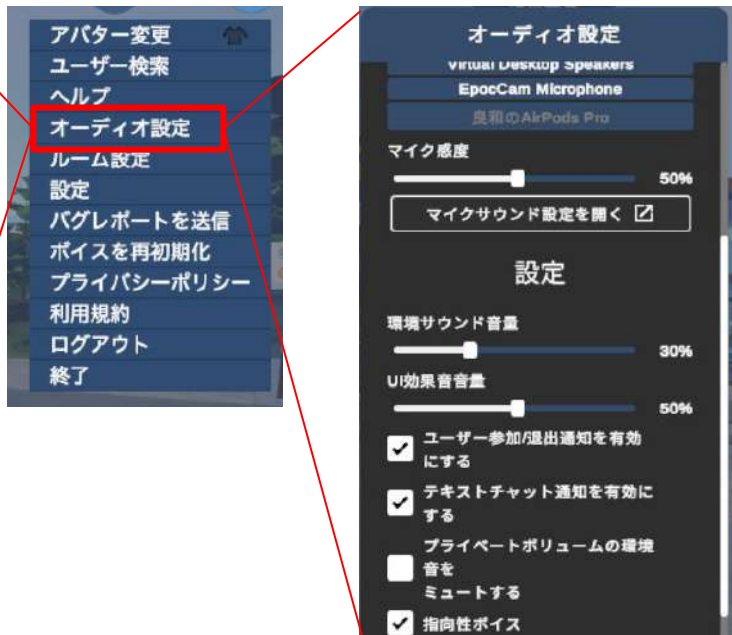 アバター変更
ユーザー検索
ヘルプ
オーディオ設定
ルーム設定
設定
バグレポートを送信
ボイスを再初期化
プライバシーポリシー
利用規約
ログアウト
終了
オーディオ設定
Virtual Desktop Speakers
EpocCam Microphone
良和のAirPods Pro
マイク感度
50%
マイクサウンド設定を開く
設定
環境サウンド音量
30%
UI効果音音量
50%
ユーザー参加/退出通知を有効
にする
テキストチャット通知を有効に
する
プライベートボリュームの環境
音を
ミュートする
指向性ボイス